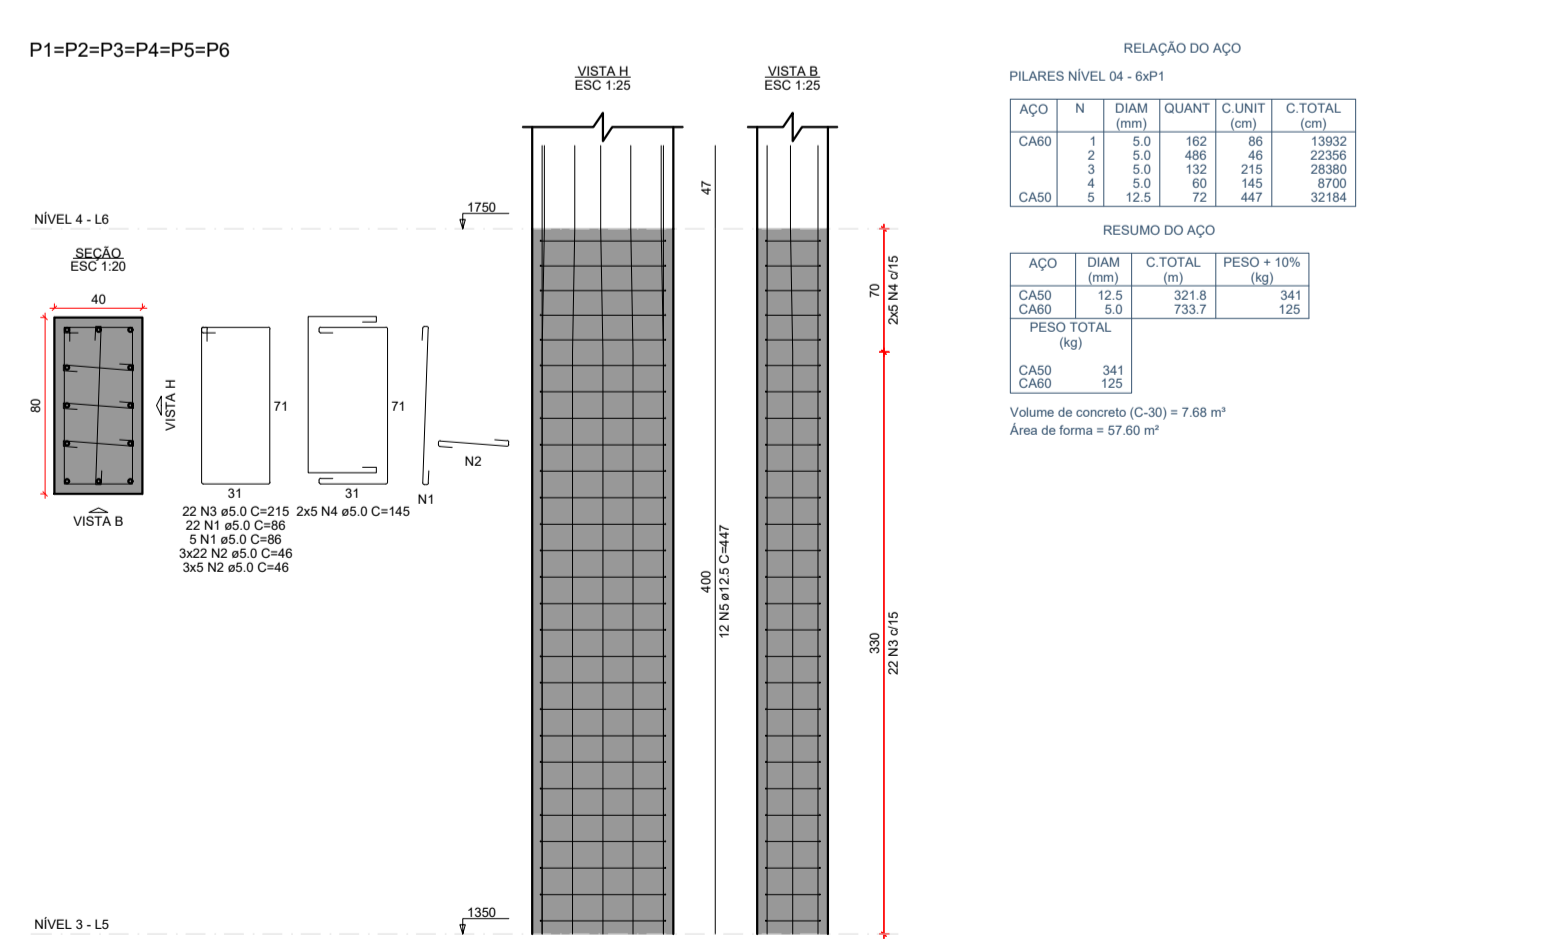 P1=P2=P3=P4=P5=P6
VISTA H
ESC 1:25
VISTA B
ESC 1:25
47
NÍVEL 4 - L6
1750
SEÇÃO
ESC 1:20
40
80
VISTA H
VISTA B
71
31
22 N3 ø5.0 C=215
22 N1 ø5.0 C=86
5 N1 ø5.0 C=86
3x22 N2 ø5.0 C=46
3x5 N2 ø5.0 C=46
71
31
2x5 N4 ø5.0 C=145
N1
N2
400
12 N5 ø12.5 C=447
70
2x5 N4 c/15
330
22 N3 c/15
NÍVEL 3 - L5
1350
RELAÇÃO DO AÇO
PILARES NÍVEL 04 - 6xP1
AÇO N DIAM QUANT C.UNIT C.TOTAL
(mm) (cm) (cm)
CA60 1 5.0 162 86 13932
2 5.0 486 46 22356
3 5.0 132 215 28380
4 5.0 60 145 8700
CA50 5 12.5 72 447 32184
RESUMO DO AÇO
AÇO DIAM C.TOTAL PESO + 10%
(mm) (m) (kg)
CA50 12.5 321.8 341
CA60 5.0 733.7 125
PESO TOTAL
(kg)
CA50 341
CA60 125
Volume de concreto (C-30) = 7.68 m³
Área de forma = 57.60 m²